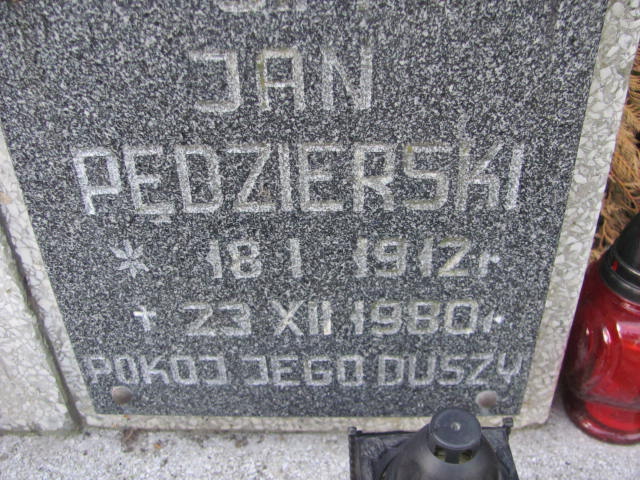 JAN
PĘDZIERSKI
* 18 I 1912r
† 23 XII 1980r
POKOJ JEGO DUSZY